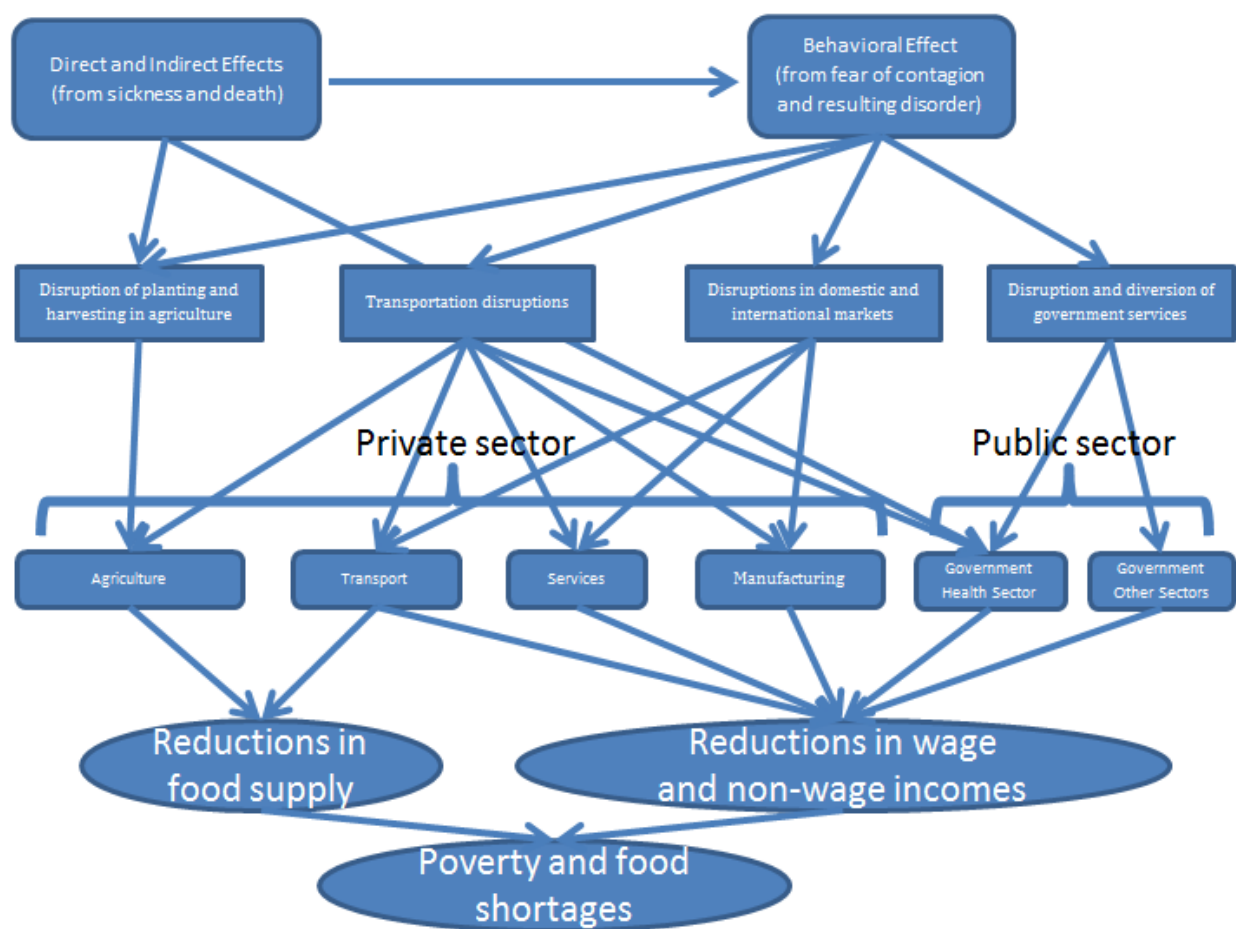 Direct and Indirect Effects
(from sickness and death)
Behavioral Effect
(from fear of contagion
and resulting disorder)
Disruption of planting and
harvesting in agriculture
Transportation disruptions
Disruptions in domestic and
international markets
Disruption and diversion of
government services
Private sector
Public sector
Agriculture
Transport
Services
Manufacturing
Government
Health Sector
Government
Other Sectors
Reductions in
food supply
Reductions in wage
and non-wage incomes
Poverty and food
shortages